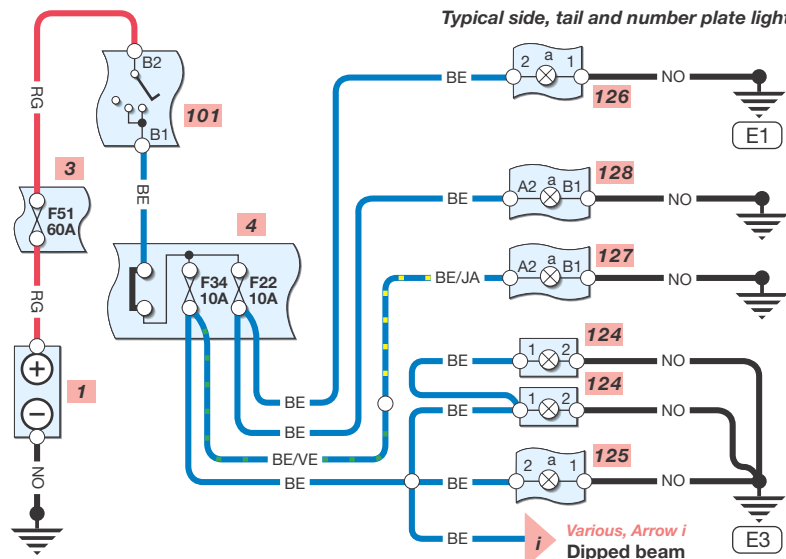 Typical side, tail and number plate light
B2
101
B1
RG
3
F51
60A
BE
4
F34
10A
F22
10A
RG
1
NO
BE
2 a 1
NO
126
E1
BE
A2 a B1
128
NO
BE/JA
A2 a B1
127
NO
BE
1 2
124
NO
BE
1 2
124
NO
BE
BE
BE/VE
BE
BE
2 a 1
125
NO
E3
BE
i
Various, Arrow i
Dipped beam